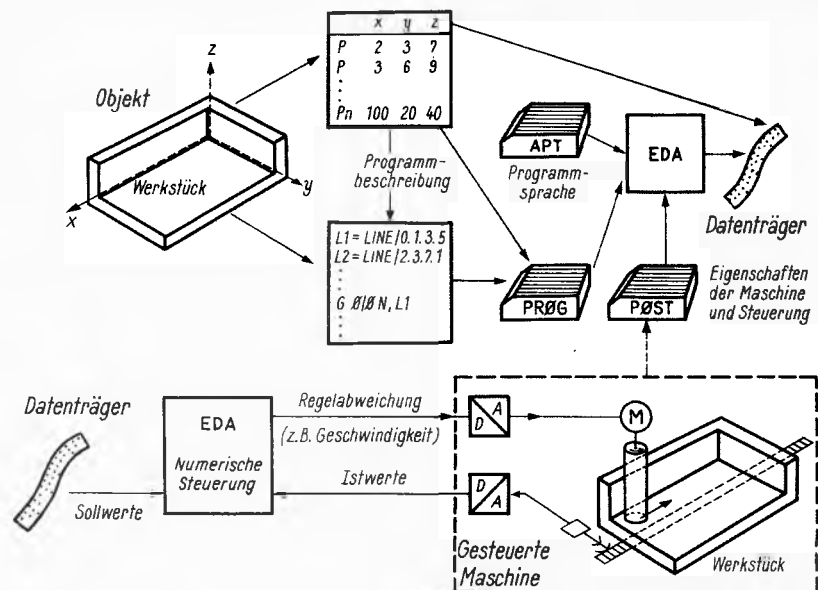 x y z
P 2 3 7
P 3 6 9
Pn 100 20 40
z
Objekt
Werkstück
x
y
Programm-
beschreibung
L1 = LINE/0.1.3.5
L2 = LINE/2.3.7.1
G Ø/Ø N, L1
APT
Programm-
sprache
EDA
Datenträger
PRØG
PØST
Eigenschaften
der Maschine
und Steuerung
Datenträger
Sollwerte
EDA
Numerische
Steuerung
Regelabweichung
(z.B. Geschwindigkeit)
Istwerte
D A
D A
M
Gesteuerte
Maschine
Werkstück